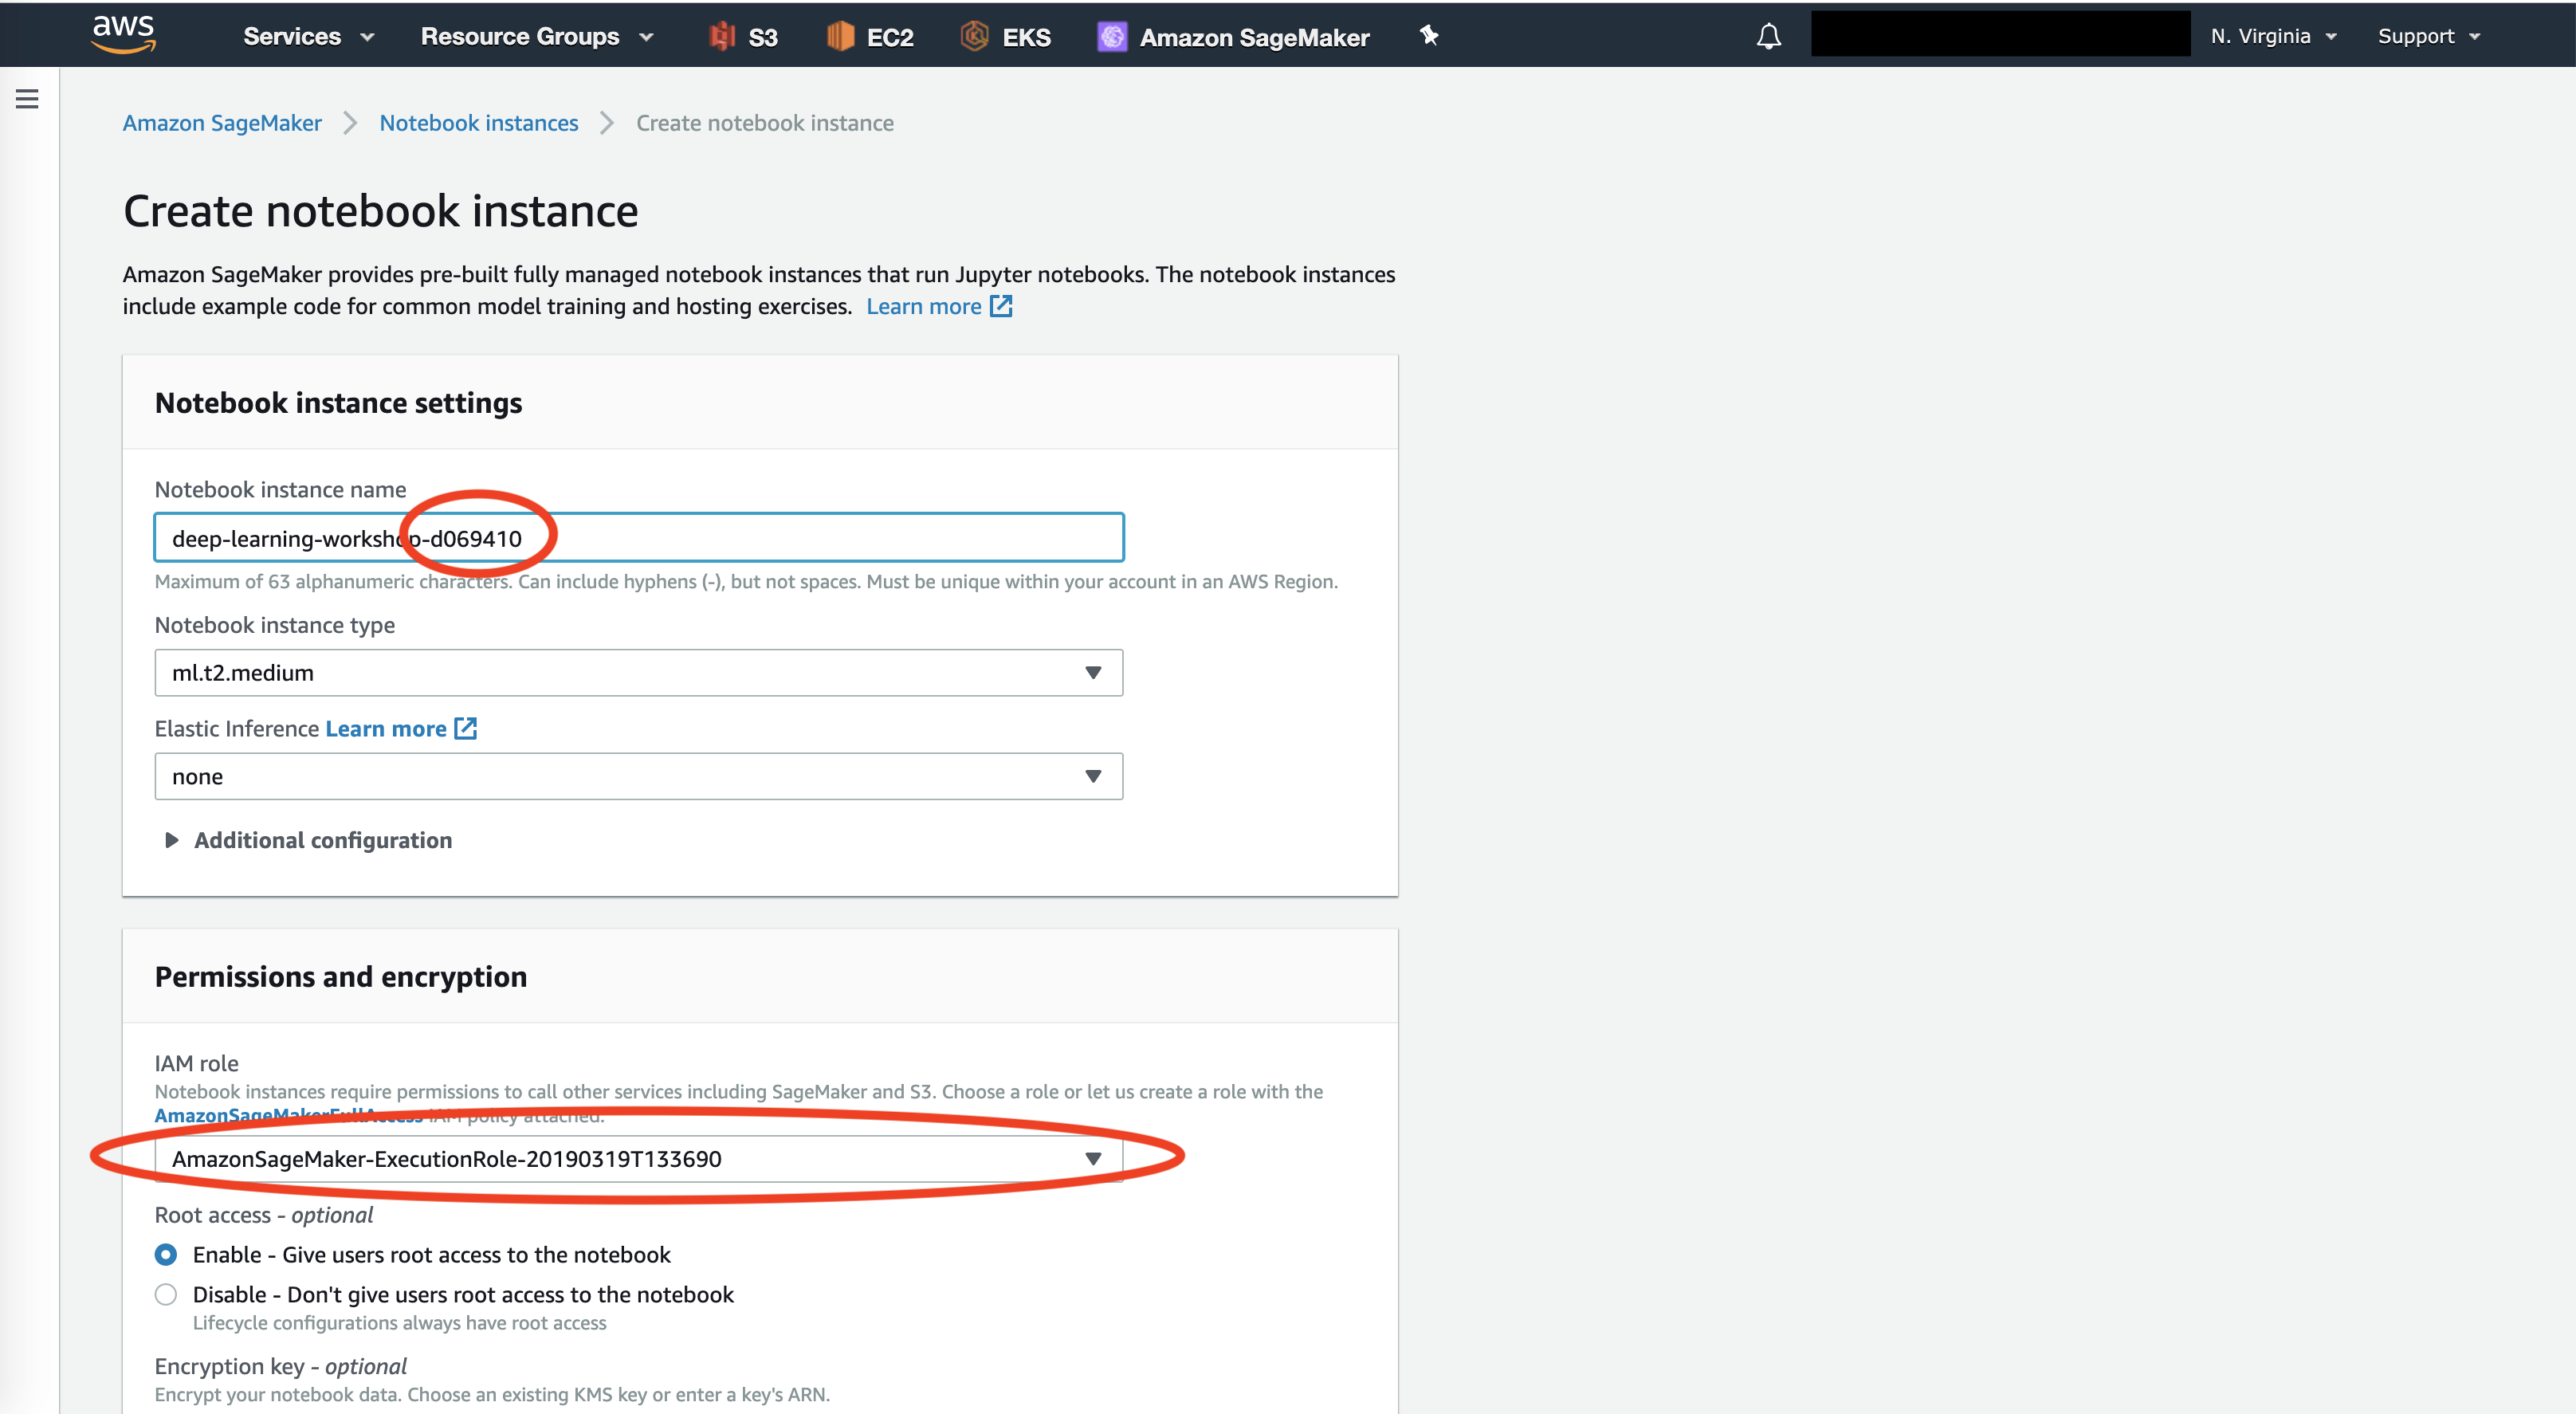 aws Services Resource Groups S3 EC2 EKS Amazon SageMaker N. Virginia Support
Amazon SageMaker Notebook instances Create notebook instance
Create notebook instance
Amazon SageMaker provides pre-built fully managed notebook instances that run Jupyter notebooks. The notebook instances
include example code for common model training and hosting exercises. Learn more
Notebook instance settings
Notebook instance name
deep-learning-workshop-d069410
Maximum of 63 alphanumeric characters. Can include hyphens (-), but not spaces. Must be unique within your account in an AWS Region.
Notebook instance type
ml.t2.medium
Elastic Inference Learn more
none
Additional configuration
Permissions and encryption
IAM role
Notebook instances require permissions to call other services including SageMaker and S3. Choose a role or let us create a role with the
AmazonSageMakerFullAccess IAM policy attached.
AmazonSageMaker-ExecutionRole-20190319T133690
Root access - optional
Enable - Give users root access to the notebook
Disable - Don't give users root access to the notebook
Lifecycle configurations always have root access
Encryption key - optional
Encrypt your notebook data. Choose an existing KMS key or enter a key's ARN.